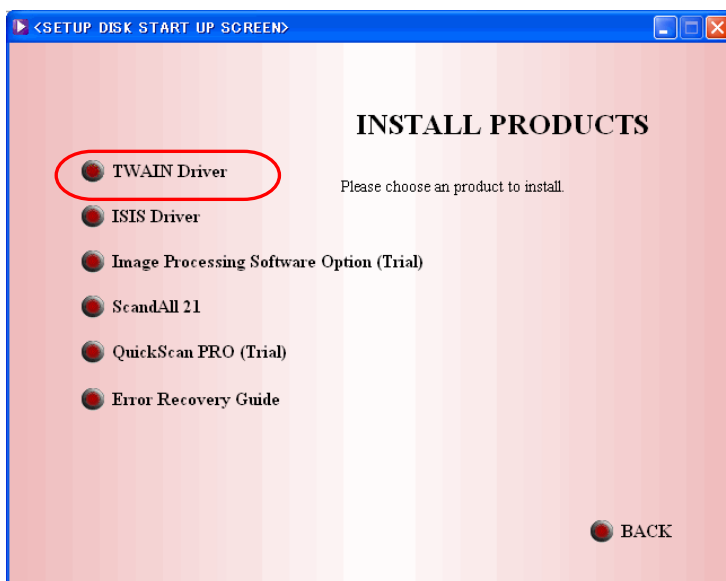 <SETUP DISK START UP SCREEN>
INSTALL PRODUCTS
Please choose an product to install.
TWAIN Driver
ISIS Driver
Image Processing Software Option (Trial)
ScandAll 21
QuickScan PRO (Trial)
Error Recovery Guide
BACK